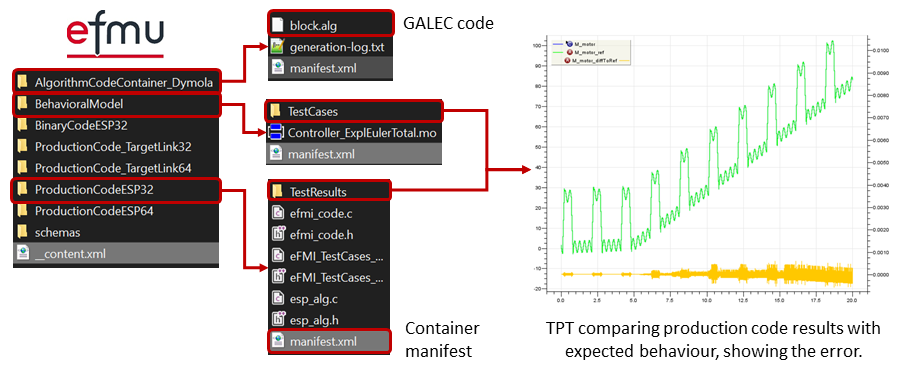 efmu
AlgorithmCodeContainer_Dymola
BehavioralModel
BinaryCodeESP32
ProductionCode_TargetLink32
ProductionCode_TargetLink64
ProductionCodeESP32
ProductionCodeESP64
schemas
__content.xml
block.alg
generation-log.txt
manifest.xml
GALEC code
TestCases
Controller_ExplEulerTotal.mo
manifest.xml
TestResults
efmi_code.c
efmi_code.h
eFMI_TestCases_...
eFMI_TestCases_...
esp_alg.c
esp_alg.h
manifest.xml
Container
manifest
M_motor
M_motor_ref
M_motor_diffToRef
100
90
80
70
60
50
40
30
20
10
0
-10
-20
0.0100
0.0090
0.0080
0.0070
0.0060
0.0050
0.0040
0.0030
0.0020
0.0010
0.0000
0.0 2.5 5.0 7.5 10.0 12.5 15.0 17.5 20.0
TPT comparing production code results with
expected behaviour, showing the error.